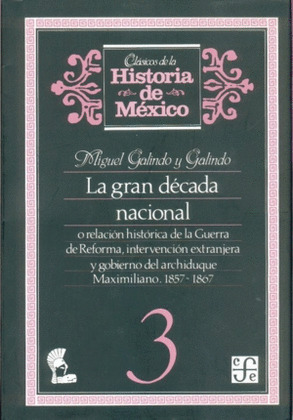 Clásicos de la
Historia
de
México
Miguel Galindo y Galindo
La gran década
nacional
o relación histórica de la Guerra
de Reforma, intervención extranjera
y gobierno del archiduque
Maximiliano. 1857-1867
3
cfe